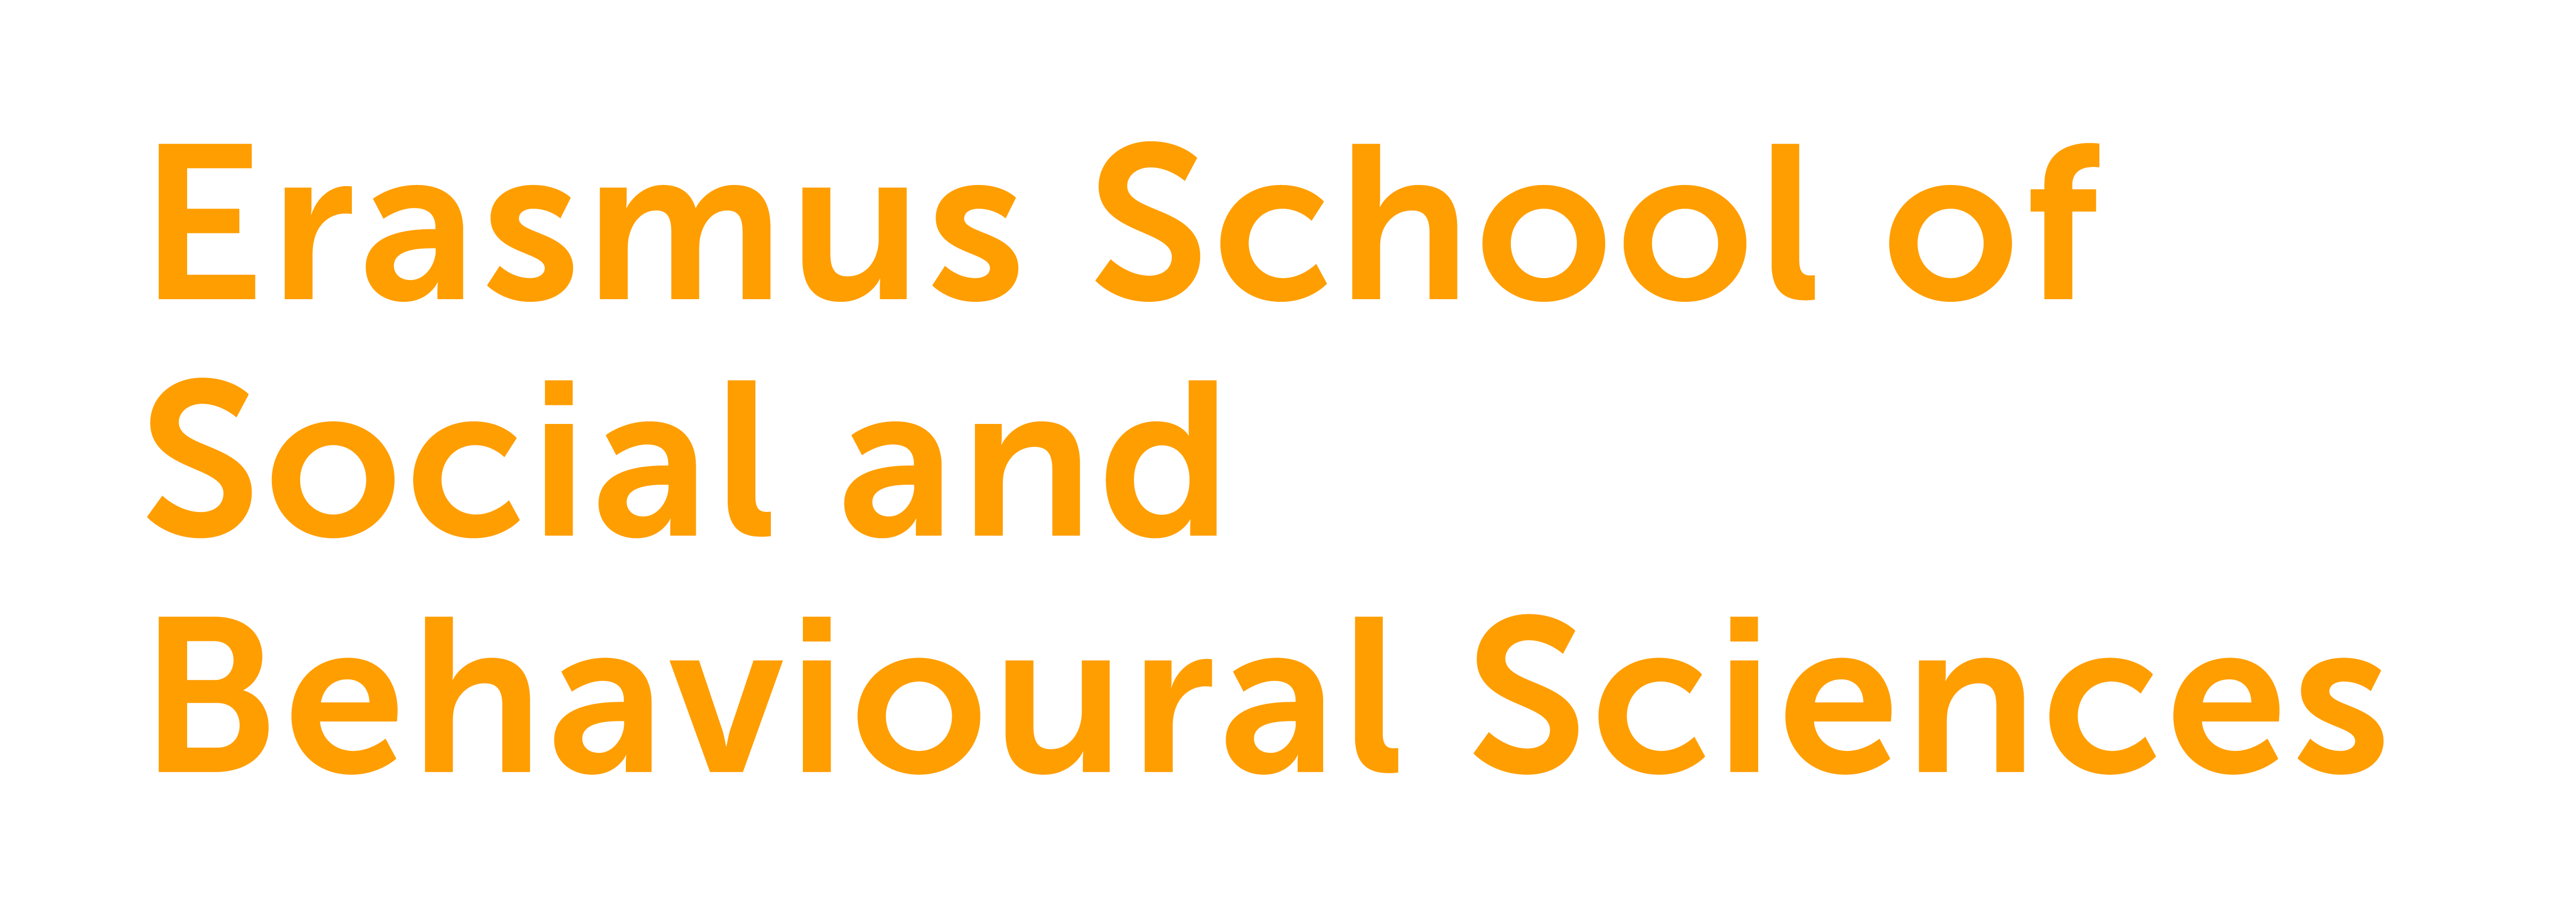 Erasmus School of
Social and
Behavioural Sciences